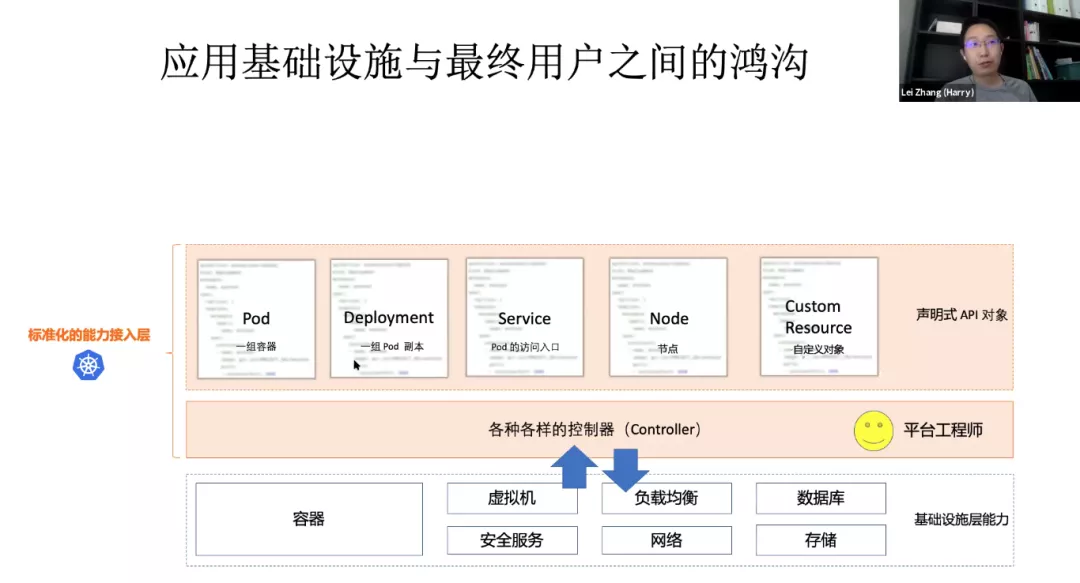 应用基础设施与最终用户之间的鸿沟
Lei Zhang (Harry)
标准化的能力接入层
Pod
一组容器
Deployment
一组 Pod 副本
Service
Pod 的访问入口
Node
节点
Custom
Resource
自定义对象
声明式 API 对象
各种各样的控制器（Controller）
平台工程师
容器
虚拟机
负载均衡
数据库
安全服务
网络
存储
基础设施层能力